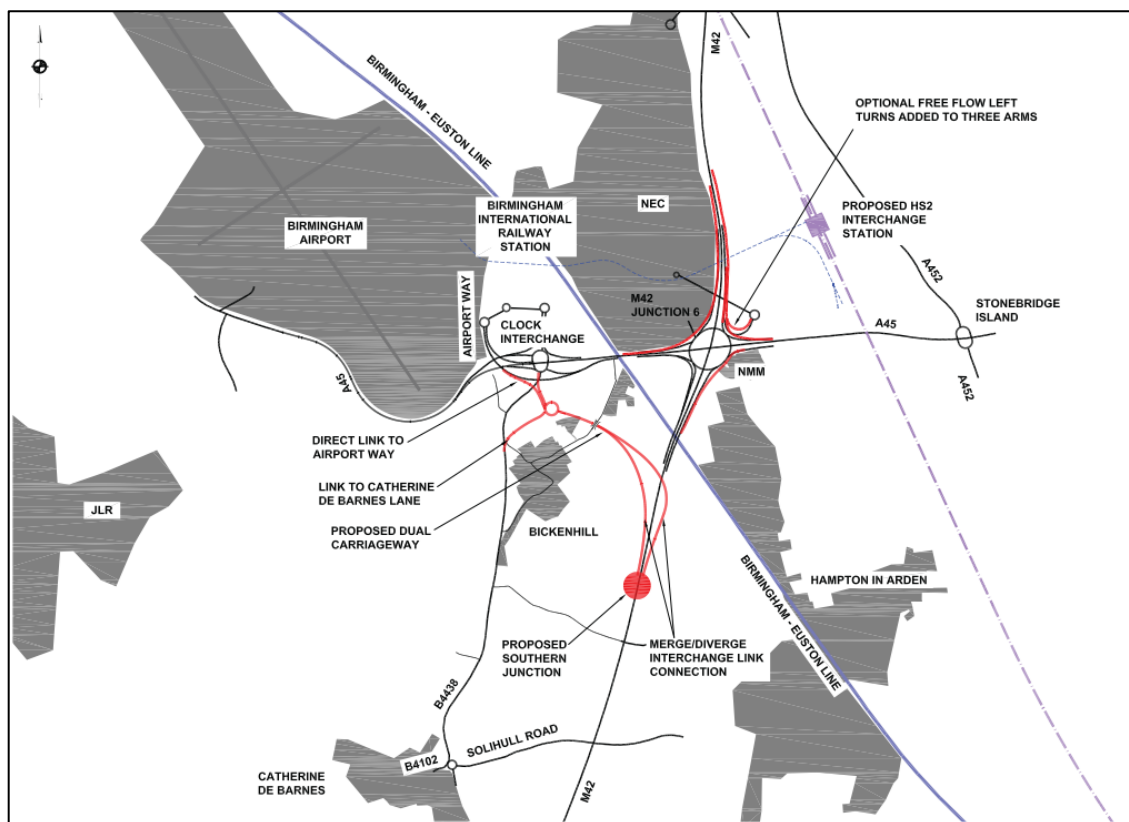 M42
BIRMINGHAM - EUSTON LINE
OPTIONAL FREE FLOW LEFT
TURNS ADDED TO THREE ARMS
NEC
BIRMINGHAM
INTERNATIONAL
RAILWAY
STATION
PROPOSED HS2
INTERCHANGE
STATION
BIRMINGHAM
AIRPORT
A452
AIRPORT WAY
M42
JUNCTION 6
STONEBRIDGE
ISLAND
CLOCK
INTERCHANGE
A45
NMM
A45
A452
DIRECT LINK TO
AIRPORT WAY
LINK TO CATHERINE
DE BARNES LANE
JLR
PROPOSED DUAL
CARRIAGEWAY
BICKENHILL
HAMPTON IN ARDEN
BIRMINGHAM - EUSTON LINE
PROPOSED
SOUTHERN
JUNCTION
MERGE/DIVERGE
INTERCHANGE LINK
CONNECTION
B4438
SOLIHULL ROAD
B4102
CATHERINE
DE BARNES
M42